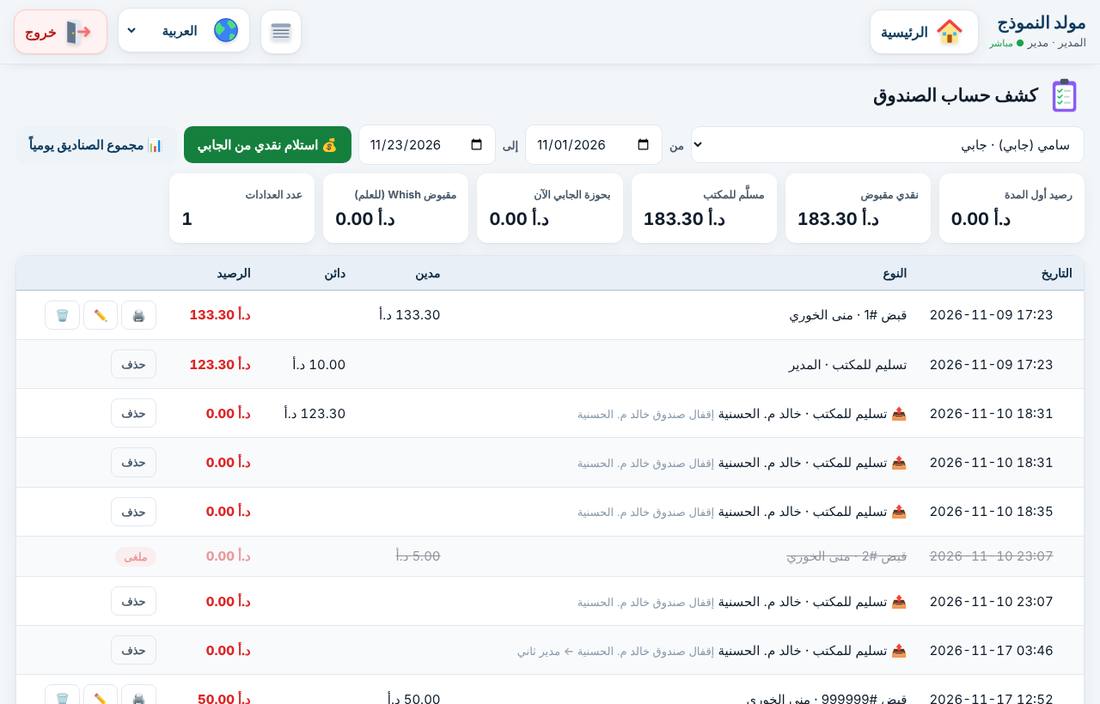 مولد النموذج
المدير · مدير ● مباشر
الرئيسية
العربية
خروج
كشف حساب الصندوق
سامي (جابي) · جابي
من
11/01/2026
إلى
11/23/2026
استلام نقدي من الجابي
مجموع الصناديق يومياً
رصيد أول المدة
د.أ 0.00
نقدي مقبوض
د.أ 183.30
مسلَّم للمكتب
د.أ 183.30
بحوزة الجابي الآن
د.أ 0.00
مقبوض Whish (للعلم)
د.أ 0.00
عدد العدادات
1
التاريخ النوع مدين دائن الرصيد
2026-11-09 17:23 قبض #1 · منى الخوري 133.30 د.أ د.أ 133.30
2026-11-09 17:23 تسليم للمكتب · المدير 10.00 د.أ د.أ 123.30 حذف
2026-11-10 18:31 تسليم للمكتب · خالد م. الحسنية إقفال صندوق خالد م. الحسنية 123.30 د.أ د.أ 0.00 حذف
2026-11-10 18:31 تسليم للمكتب · خالد م. الحسنية إقفال صندوق خالد م. الحسنية د.أ 0.00 حذف
2026-11-10 18:35 تسليم للمكتب · خالد م. الحسنية إقفال صندوق خالد م. الحسنية د.أ 0.00 حذف
2026-11-10 23:07 قبض #2 · منى الخوري 5.00 د.أ د.أ 0.00 ملغى
2026-11-10 23:07 تسليم للمكتب · خالد م. الحسنية إقفال صندوق خالد م. الحسنية د.أ 0.00 حذف
2026-11-17 03:46 تسليم للمكتب · خالد م. الحسنية إقفال صندوق خالد م. الحسنية ← مدير ثاني د.أ 0.00 حذف
2026-11-17 12:52 قبض #999999 · منى الخوري 50.00 د.أ د.أ 50.00